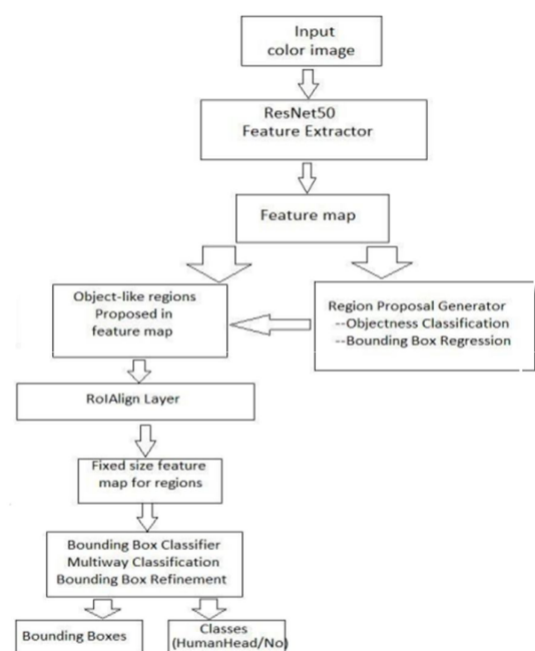 Input
color image
ResNet50
Feature Extractor
Feature map
Object-like regions
Proposed in
feature map
Region Proposal Generator
--Objectness Classification
--Bounding Box Regression
RoIAlign Layer
Fixed size feature
map for regions
Bounding Box Classifier
Multiway Classification
Bounding Box Refinement
Bounding Boxes
Classes
(HumanHead/No)